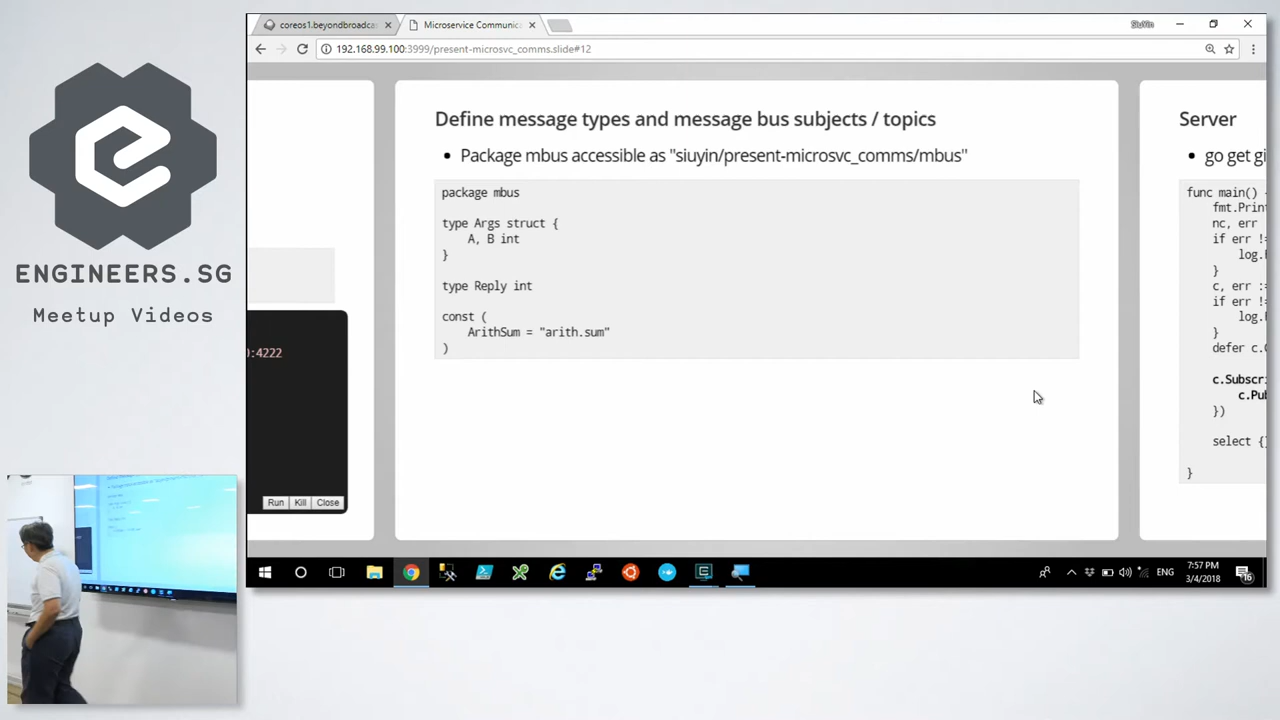 ENGINEERS.SG
Meetup Videos
coreos1.beyondbroadcas
Microservice Communica
SiuYin
192.168.99.100:3999/present-microsvc_comms.slide#12
:4222
Run Kill Close
Define message types and message bus subjects / topics
• Package mbus accessible as "siuyin/present-microsvc_comms/mbus"
package mbus
type Args struct {
A, B int
}
type Reply int
const (
ArithSum = "arith.sum"
)
Server
• go get gi
func main() {
fmt.Print
nc, err
if err !=
log.
}
c, err :=
if err !=
log.
}
defer c.
c.Subscri
c.Pub
})
select {}
}
ENG
7:57 PM
3/4/2018
16